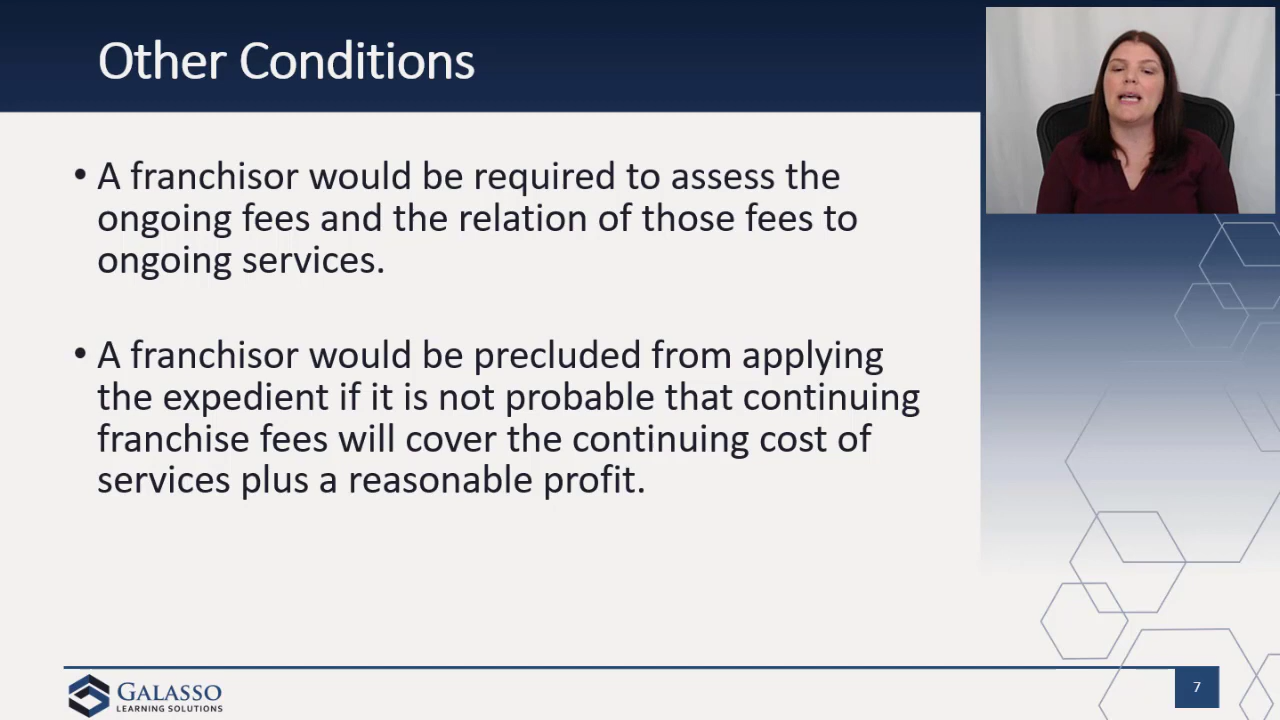 Other Conditions
• A franchisor would be required to assess the
ongoing fees and the relation of those fees to
ongoing services.
• A franchisor would be precluded from applying
the expedient if it is not probable that continuing
franchise fees will cover the continuing cost of
services plus a reasonable profit.
GALASSO
LEARNING SOLUTIONS
7